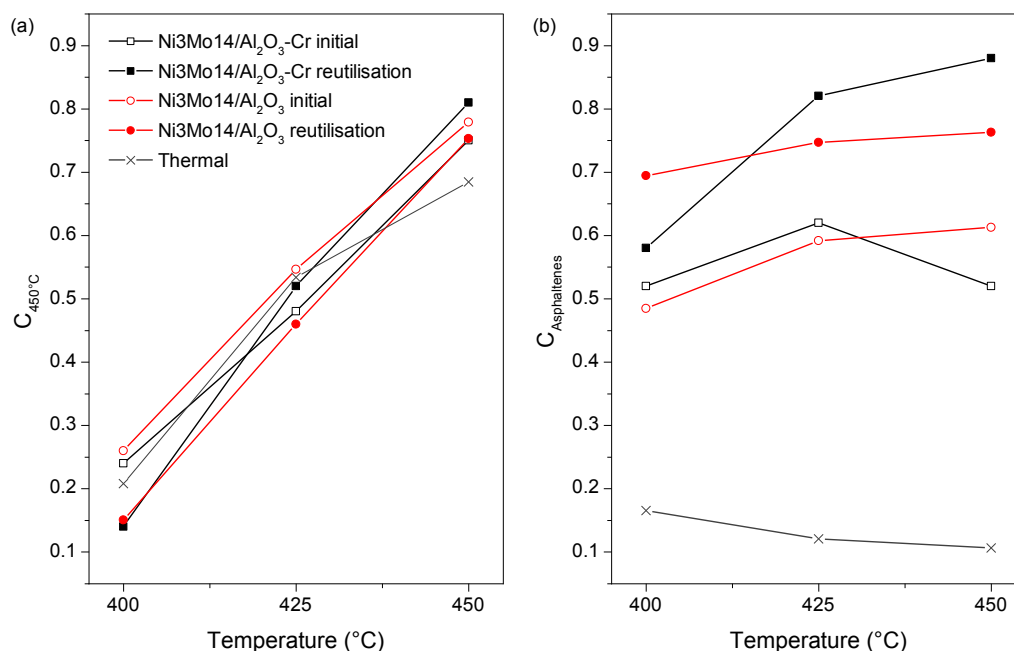 (a)
Ni3Mo14/Al₂O₃-Cr initial
Ni3Mo14/Al₂O₃-Cr reutilisation
Ni3Mo14/Al₂O₃ initial
Ni3Mo14/Al₂O₃ reutilisation
Thermal
0.9
0.8
0.7
0.6
0.5
0.4
0.3
0.2
0.1
C₄₅₀°C
400 425 450
Temperature (°C)
(b)
0.9
0.8
0.7
0.6
0.5
0.4
0.3
0.2
0.1
C Asphaltenes
400 425 450
Temperature (°C)